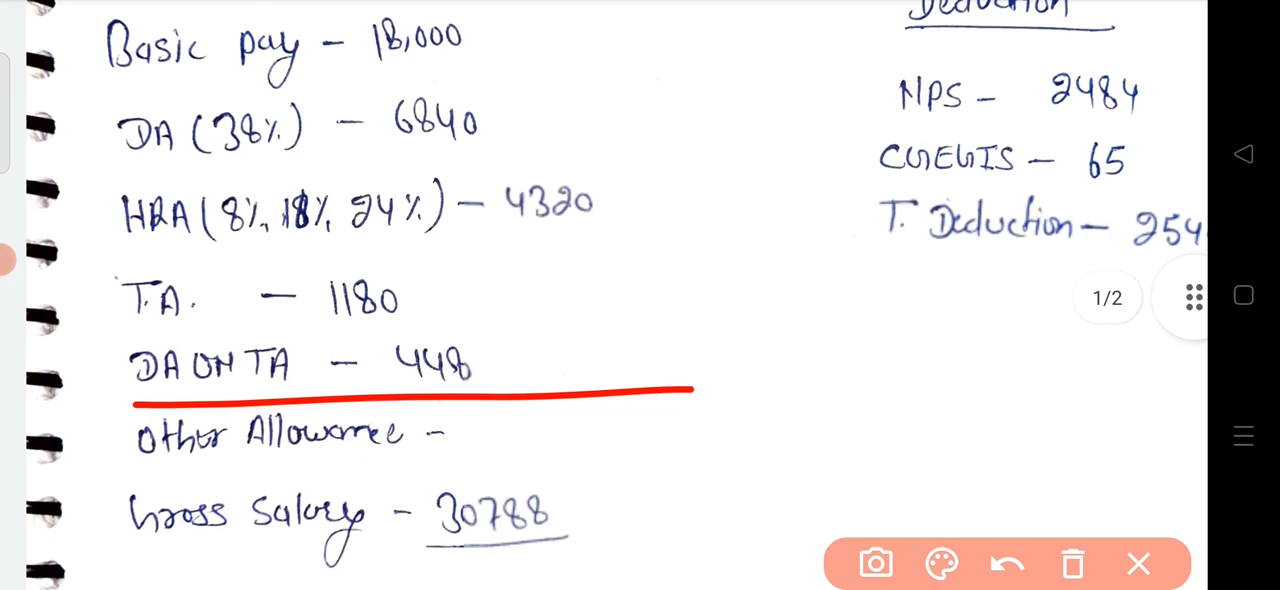 Deduction
Basic pay - 18,000
DA (38%) - 6840
HRA (8%, 18%, 24%) - 4320
T.A. - 1180
DA ON TA - 448
Other Allowance -
Gross Salary - 30788
NPS - 2484
CGEGIS - 65
T. Deduction - 254
1/2